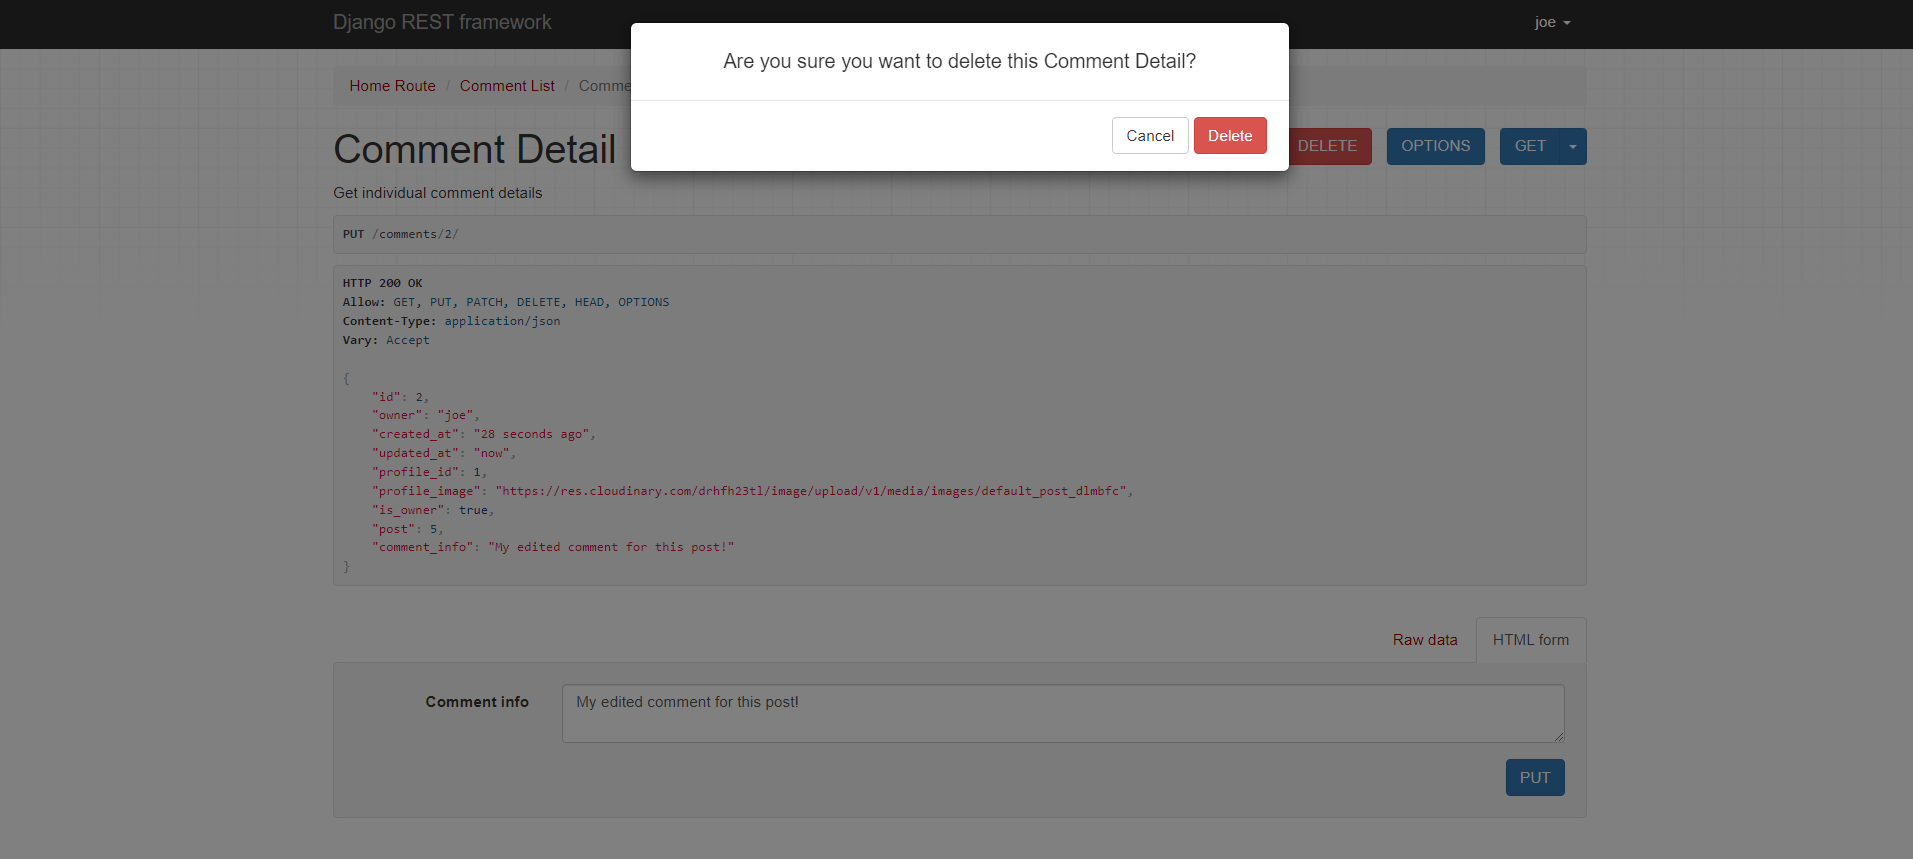 Django REST framework
joe
Are you sure you want to delete this Comment Detail?
Cancel
Delete
Home Route / Comment List / Comme
Comment Detail
DELETE
OPTIONS
GET
Get individual comment details
PUT /comments/2/
HTTP 200 OK
Allow: GET, PUT, PATCH, DELETE, HEAD, OPTIONS
Content-Type: application/json
Vary: Accept
{
"id": 2,
"owner": "joe",
"created_at": "28 seconds ago",
"updated_at": "now",
"profile_id": 1,
"profile_image": "https://res.cloudinary.com/drhfh23tl/image/upload/v1/media/images/default_post_dlmbfc",
"is_owner": true,
"post": 5,
"comment_info": "My edited comment for this post!"
}
Raw data
HTML form
Comment info
My edited comment for this post!
PUT